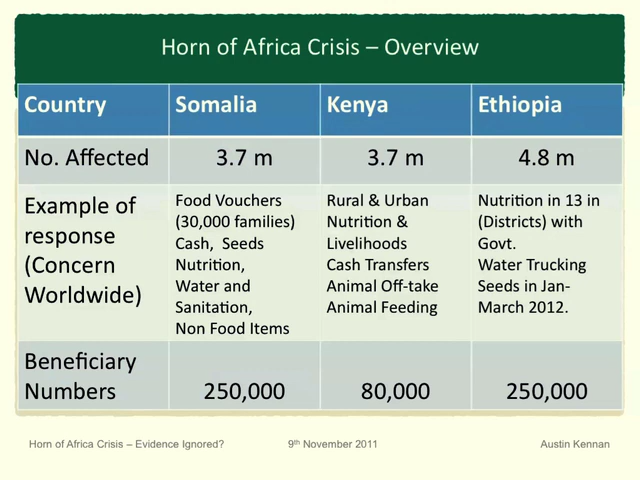 Horn of Africa Crisis – Overview
Country Somalia Kenya Ethiopia
No. Affected 3.7 m 3.7 m 4.8 m
Example of
response
(Concern
Worldwide)
Food Vouchers
(30,000 families)
Cash, Seeds
Nutrition,
Water and
Sanitation,
Non Food Items
Rural & Urban
Nutrition &
Livelihoods
Cash Transfers
Animal Off-take
Animal Feeding
Nutrition in 13 in
(Districts) with
Govt.
Water Trucking
Seeds in Jan-
March 2012.
Beneficiary
Numbers 250,000 80,000 250,000
Horn of Africa Crisis – Evidence Ignored? 9th November 2011 Austin Kennan